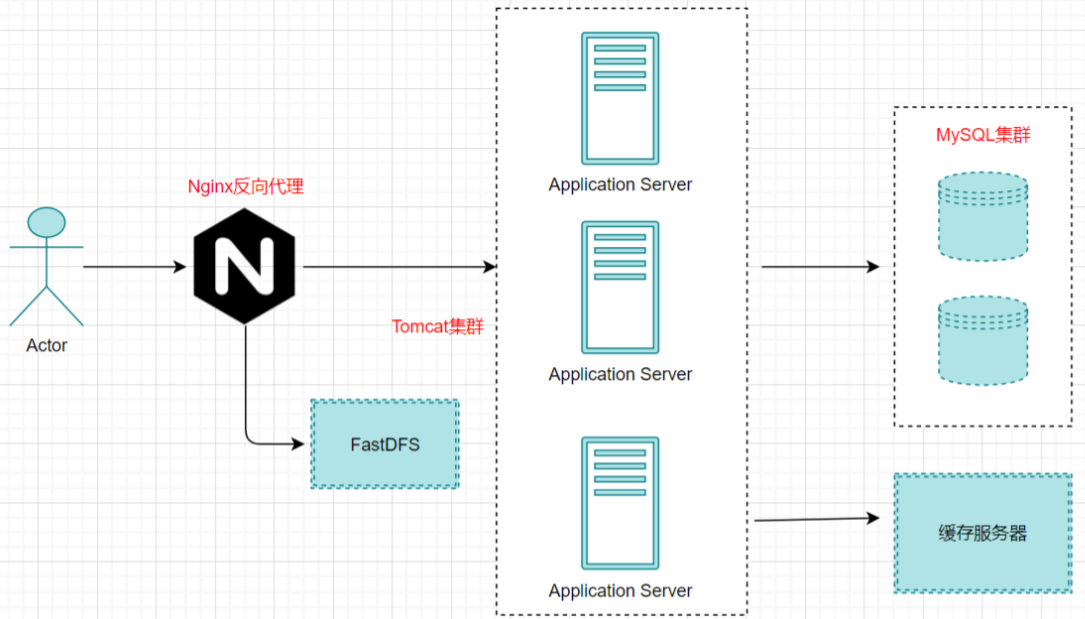 Application Server
MySQL集群
Nginx反向代理
N
Tomcat集群
Actor
Application Server
FastDFS
缓存服务器
Application Server